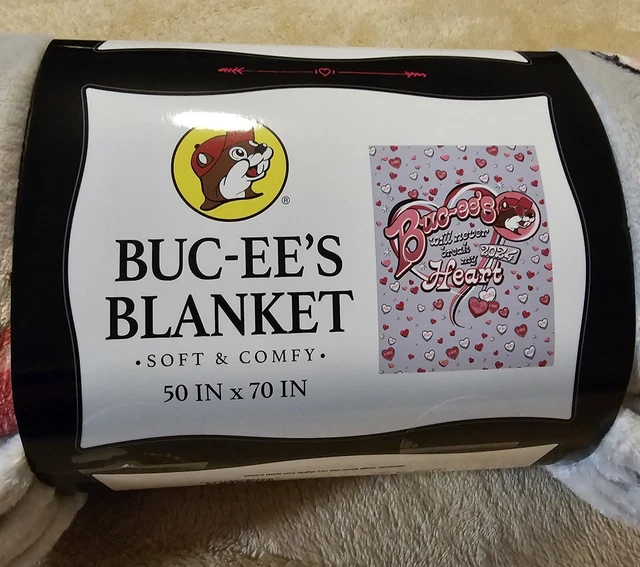 ®
BUC-EE'S
BLANKET
·SOFT & COMFY·
50 IN x 70 IN
Buc-ee's
will never
break
my
2024
Heart